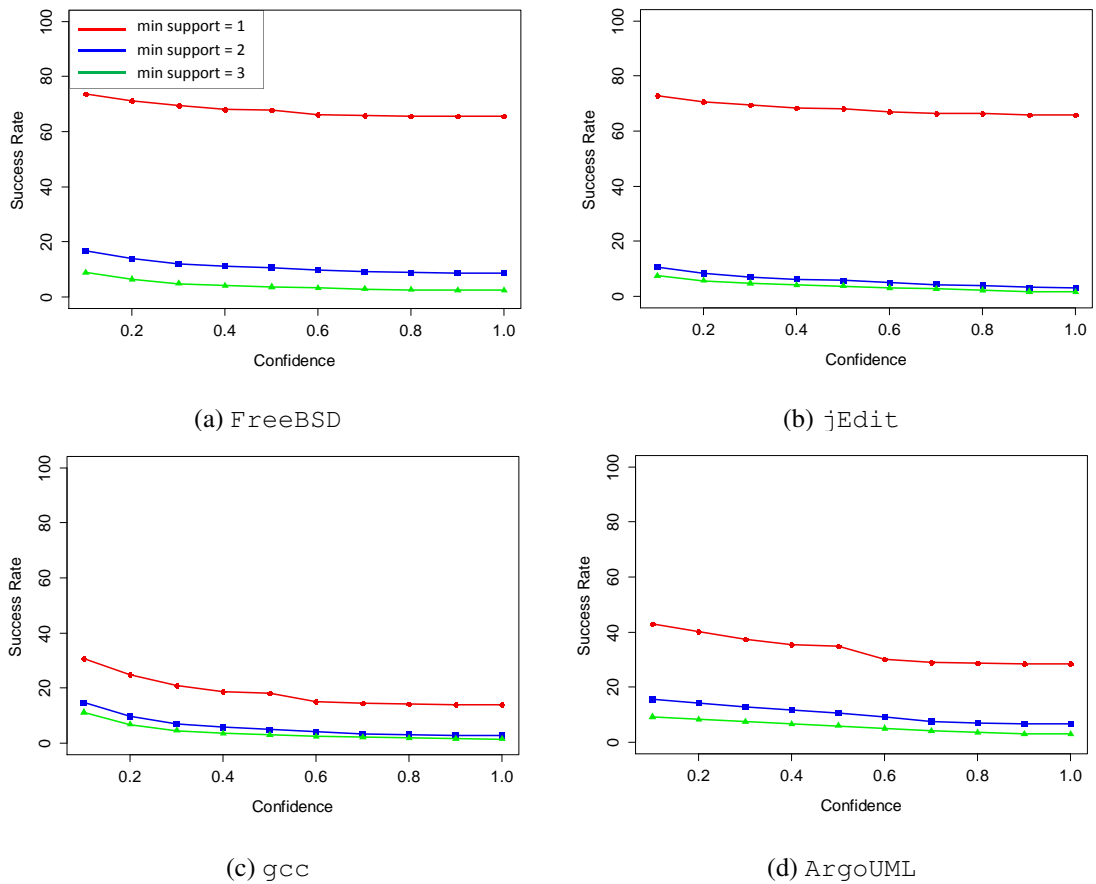 100
80
60
40
20
0
Success Rate
min support = 1
min support = 2
min support = 3
0.2 0.4 0.6 0.8 1.0
Confidence
(a) FreeBSD
100
80
60
40
20
0
Success Rate
0.2 0.4 0.6 0.8 1.0
Confidence
(b) jEdit
100
80
60
40
20
0
Success Rate
0.2 0.4 0.6 0.8 1.0
Confidence
(c) gcc
100
80
60
40
20
0
Success Rate
0.2 0.4 0.6 0.8 1.0
Confidence
(d) ArgoUML